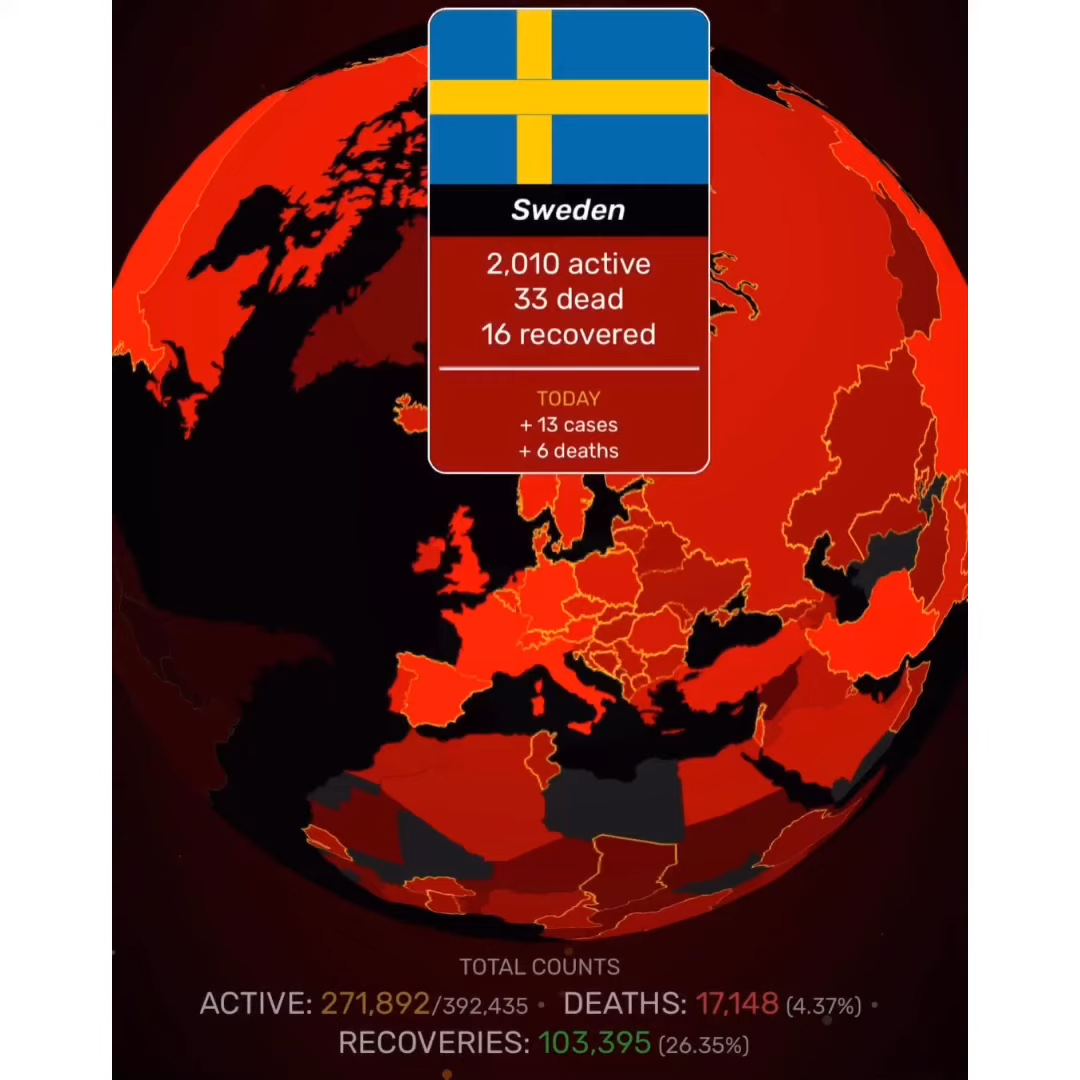 Sweden
2,010 active
33 dead
16 recovered
TODAY
+ 13 cases
+ 6 deaths
TOTAL COUNTS
ACTIVE: 271,892/392,435 • DEATHS: 17,148 (4.37%) •
RECOVERIES: 103,395 (26.35%)